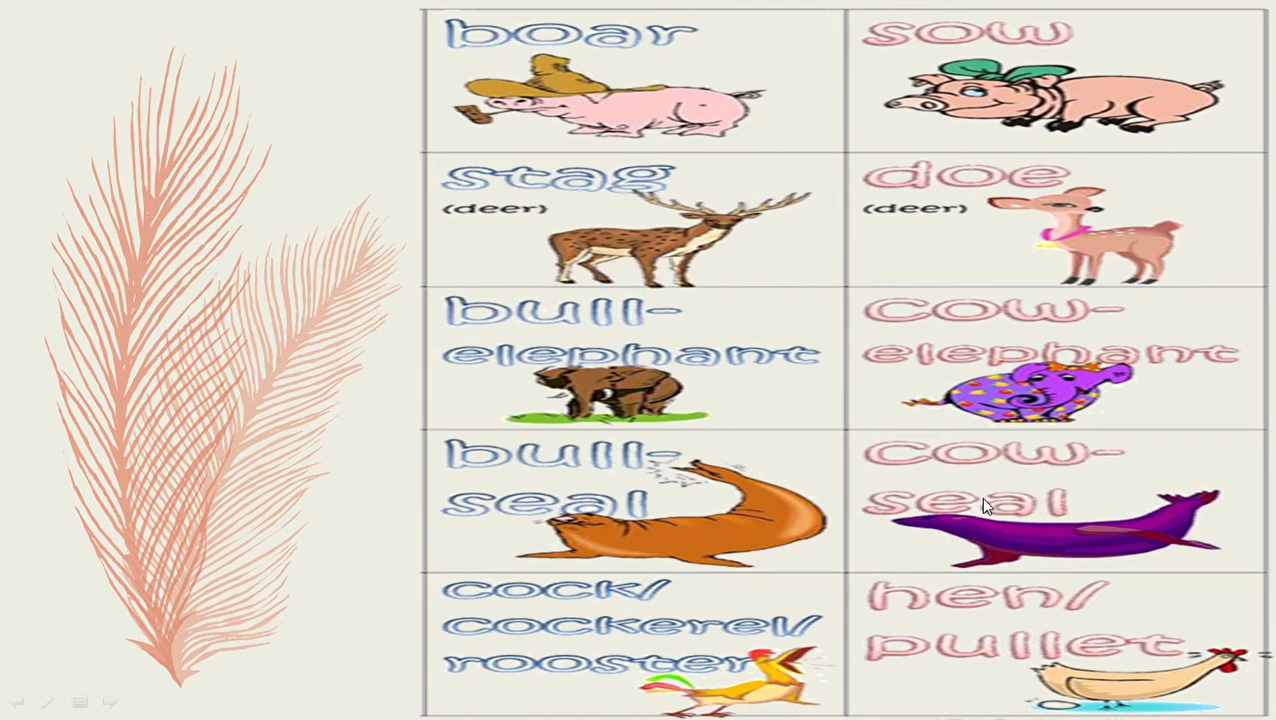 boar
sow
stag
(deer)
doe
(deer)
bull-
elephant
cow-
elephant
bull-
seal
cow-
seal
cock/
cockerel/
rooster
hen/
pullet